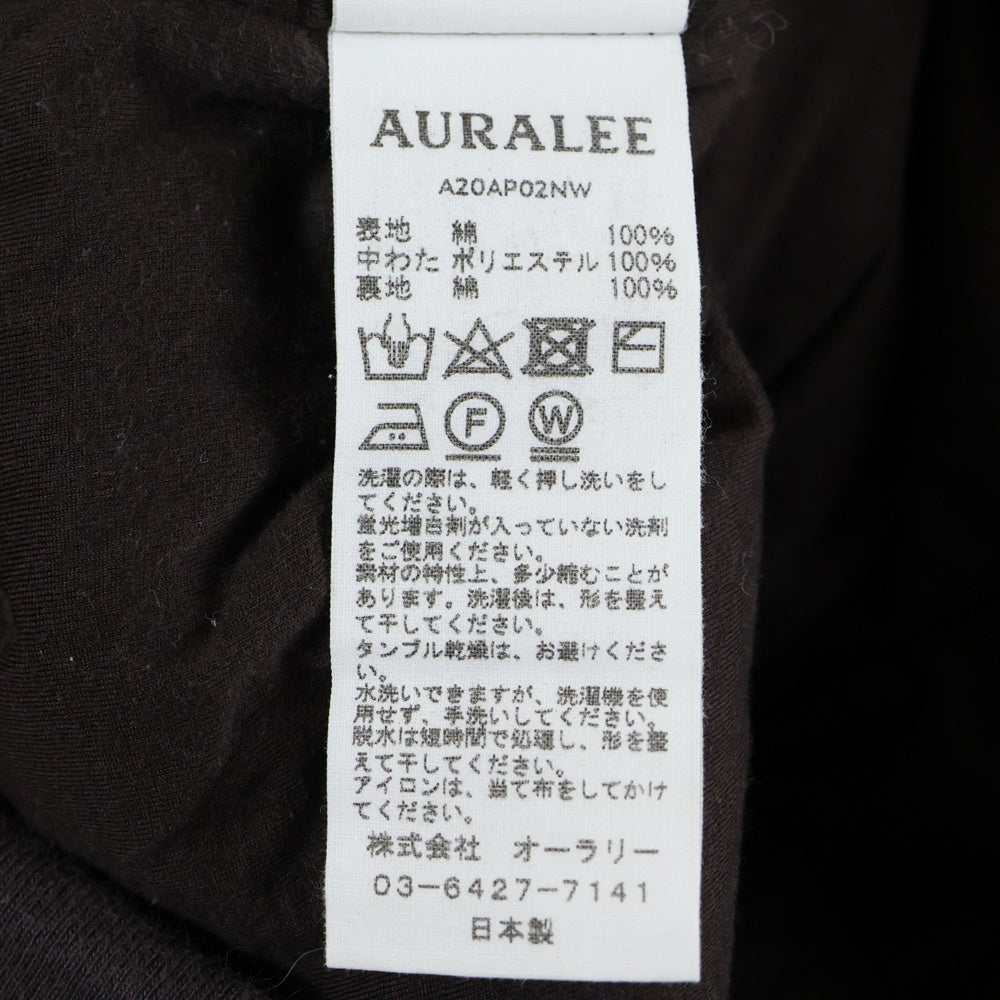 AURALEE
A20AP02NW
表地 綿 100%
中わた ポリエステル 100%
裏地 綿 100%
F W
洗濯の際は、軽く押し洗いをし
てください。
蛍光増白剤が入っていない洗剤
をご使用ください。
素材の特性上、多少縮むことが
あります。洗濯後は、形を整え
て干してください。
タンブル乾燥は、お避けくださ
い。
水洗いできますが、洗濯機を使
用せず、手洗いしてください。
脱水は短時間で処理し、形を整
えて干してください。
アイロンは、当て布をしてかけ
てください。
株式会社 オーラリー
03-6427-7141
日本製